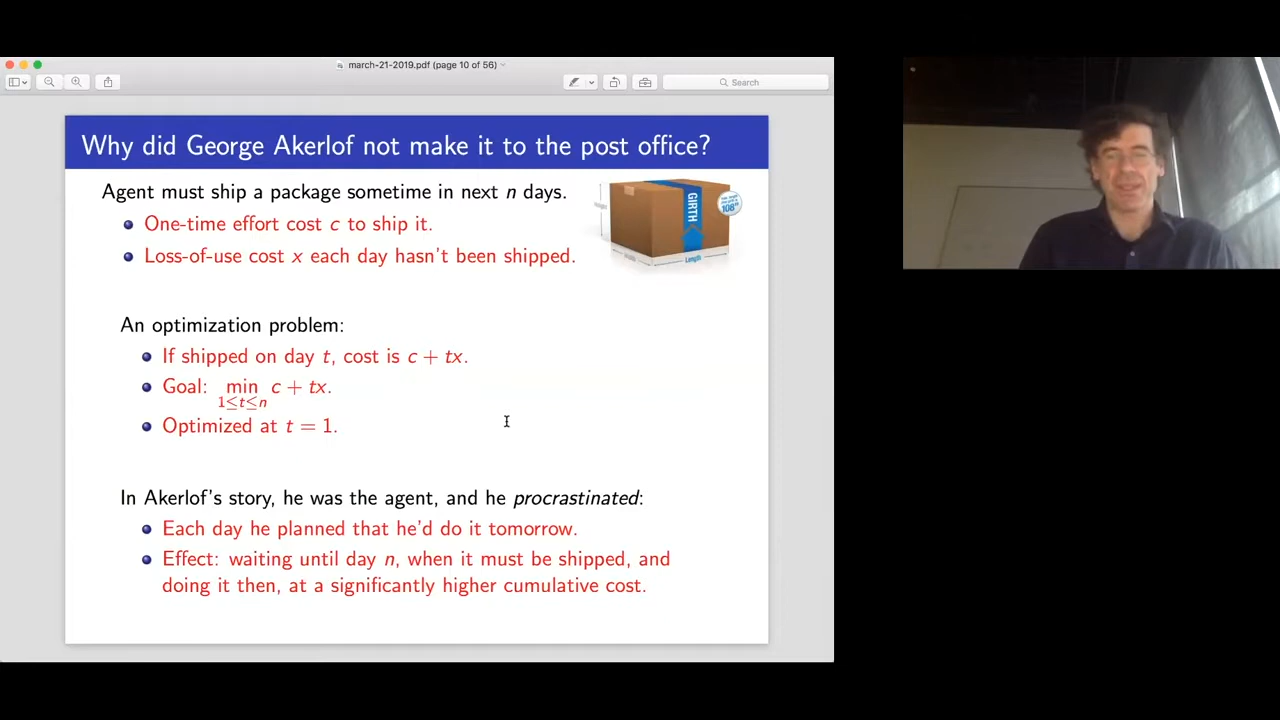 march-21-2019.pdf (page 10 of 56)
Search
Why did George Akerlof not make it to the post office?
Agent must ship a package sometime in next n days.
One-time effort cost c to ship it.
Loss-of-use cost x each day hasn't been shipped.
GIRTH
108"
Length
An optimization problem:
If shipped on day t, cost is c + tx.
Goal: min c + tx.
1≤t≤n
Optimized at t = 1.
In Akerlof's story, he was the agent, and he procrastinated:
Each day he planned that he'd do it tomorrow.
Effect: waiting until day n, when it must be shipped, and
doing it then, at a significantly higher cumulative cost.